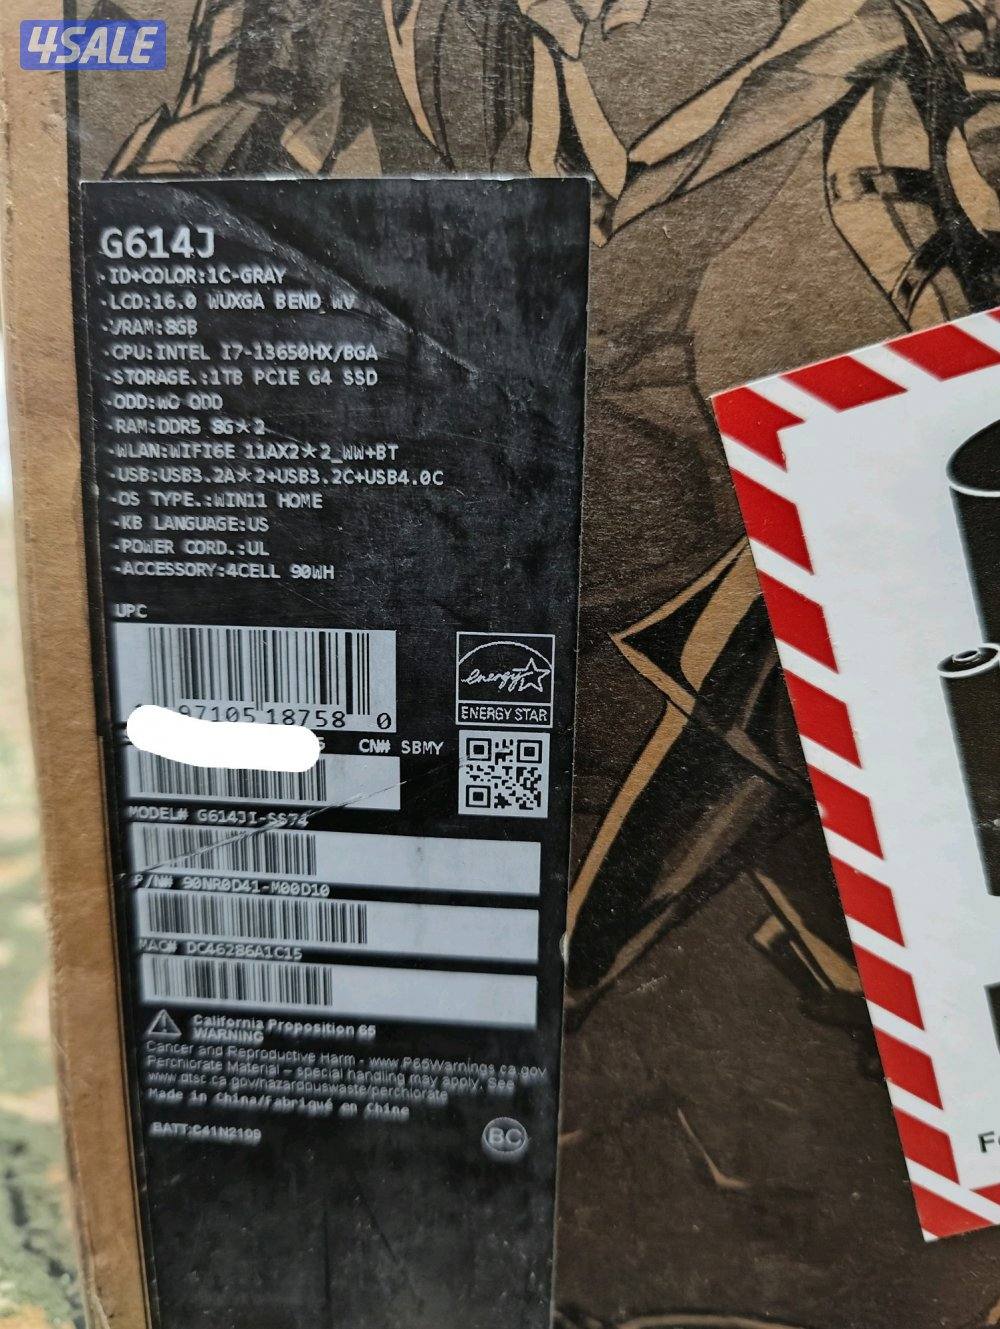 4SALE
G614J
-ID+COLOR:1C-GRAY
-LCD:16.0 WUXGA BEND WV
-VRAM:8GB
-CPU:INTEL I7-13650HX/BGA
-STORAGE.:1TB PCIE G4 SSD
-ODD:WO ODD
-RAM:DDR5 8G*2
-WLAN:WIFI6E 11AX2*2_WW+BT
-USB:USB3.2A*2+USB3.2C+USB4.0C
-OS TYPE.:WIN11 HOME
-KB LANGUAGE:US
-POWER CORD.:UL
-ACCESSORY:4CELL 90WH
UPC
97105 18758 0
energy
ENERGY STAR
CN# SBMY
MODEL# G614JI-SS74
P/N# 90NR0D41-M00D10
MAC# DC46286A1C15
California Proposition 65
WARNING
Cancer and Reproductive Harm - www.P65Warnings.ca.gov
Perchlorate Material - special handling may apply. See
www.dtsc.ca.gov/hazardouswaste/perchlorate
Made in China/Fabriqué en Chine
BATT:C41N2109
BC